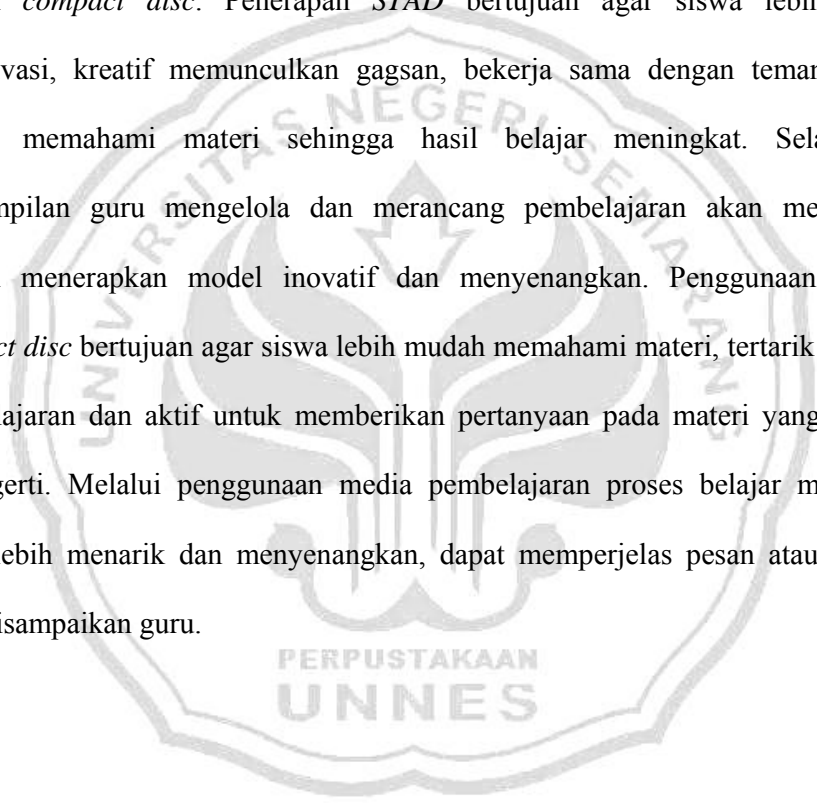 compact disc. Penerapan STAD bertujuan agar siswa lebih
vasi, kreatif memunculkan gagsan, bekerja sama dengan teman
memahami materi sehingga hasil belajar meningkat. Sela
mpilan guru mengelola dan merancang pembelajaran akan me
menerapkan model inovatif dan menyenangkan. Penggunaan
ct disc bertujuan agar siswa lebih mudah memahami materi, tertarik
ajaran dan aktif untuk memberikan pertanyaan pada materi yang
gerti. Melalui penggunaan media pembelajaran proses belajar m
lebih menarik dan menyenangkan, dapat memperjelas pesan atau
isampaikan guru.
UNIVERSITAS NEGERI SEMARANG
PERPUSTAKAAN
UNNES